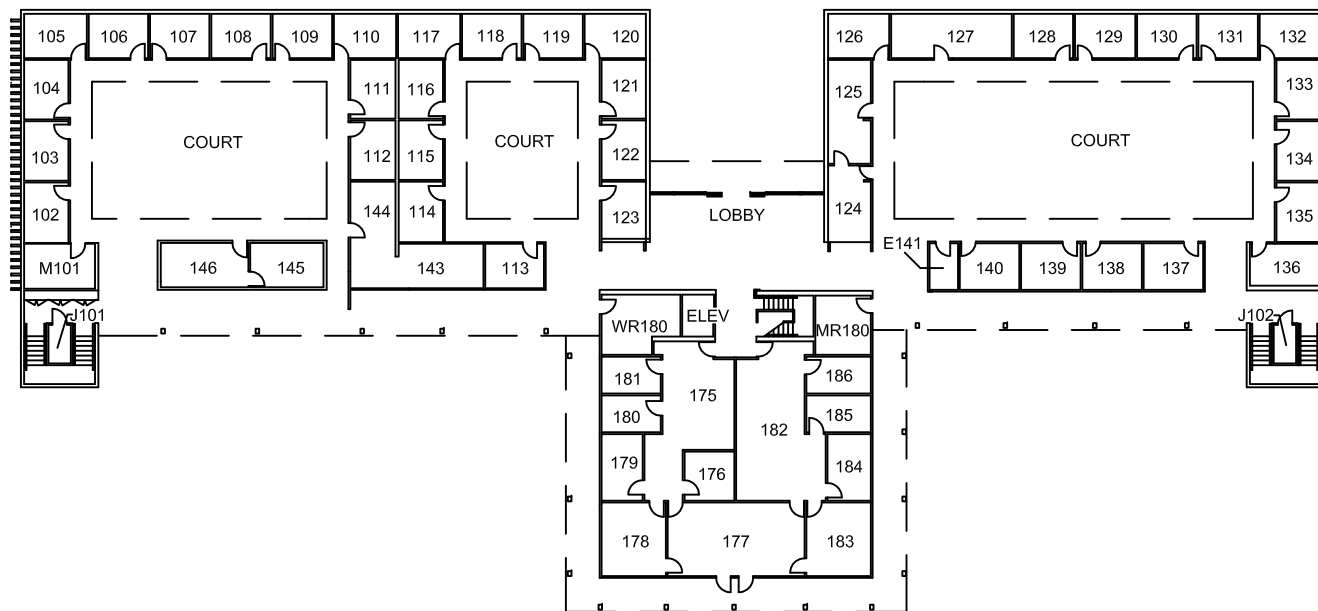 105 106 107 108 109 110 117 118 119 120 126 127 128 129 130 131 132
104 111 116 121 125 133
COURT COURT COURT
103 112 115 122 134
102 144 114 123 LOBBY 124 135
E141
M101 146 145 143 113 140 139 138 137 136
J101 WR180 ELEV MR180 J102
181 175 186
180 182 185
179 176 184
178 177 183